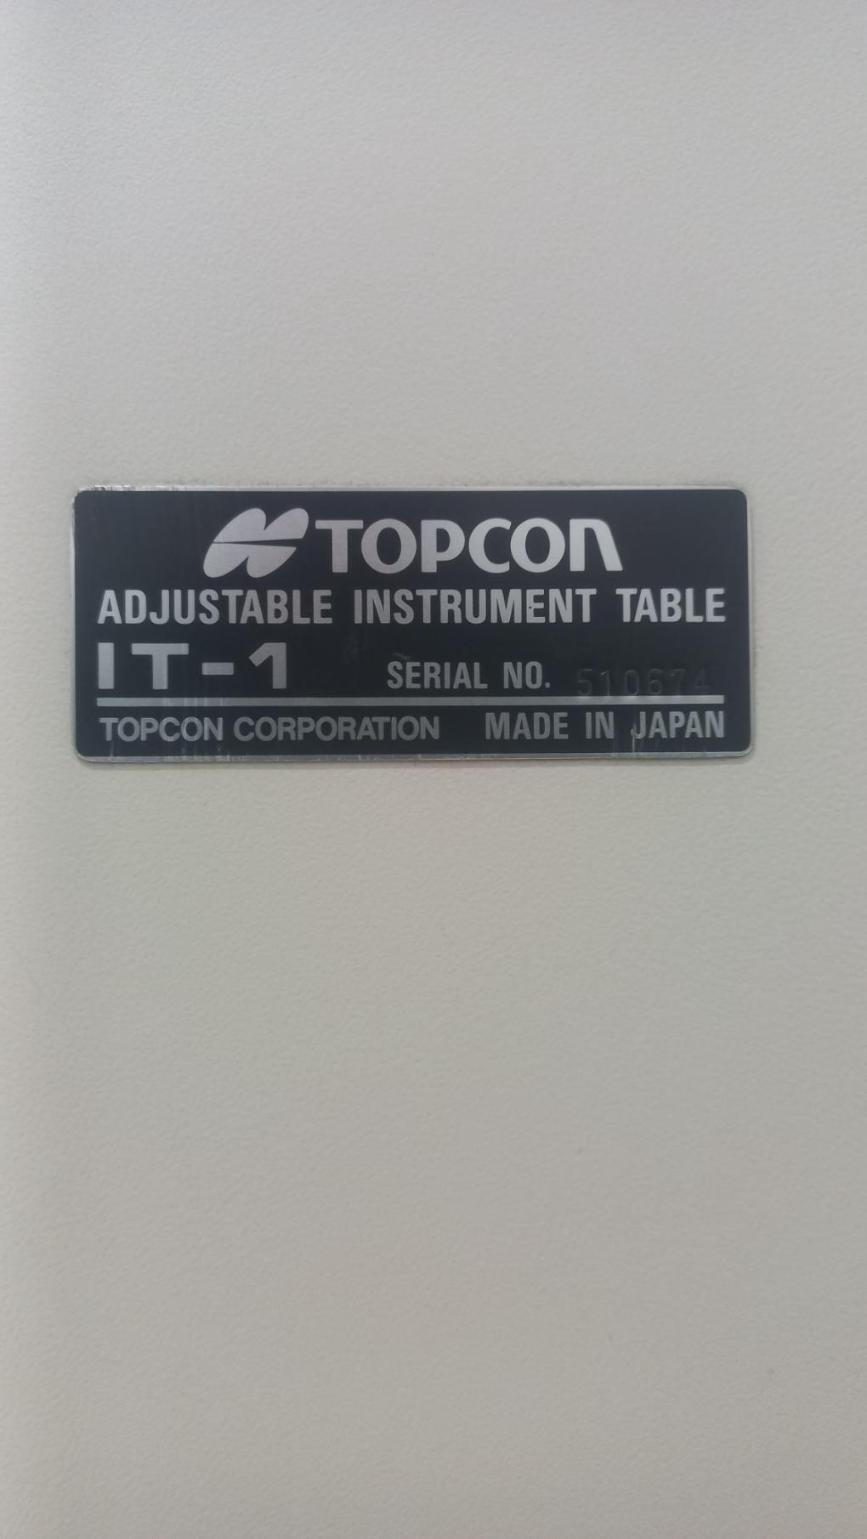 TOPCON
ADJUSTABLE INSTRUMENT TABLE
IT-1 SERIAL NO. 510674
TOPCON CORPORATION MADE IN JAPAN